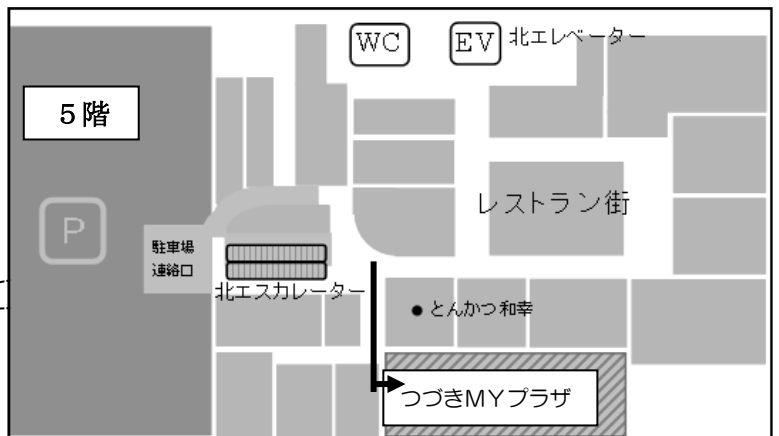 WC
EV
北エレベーター
5階
P
レストラン街
駐車場
連絡口
北エスカレーター
とんかつ和幸
つづきMYプラザ